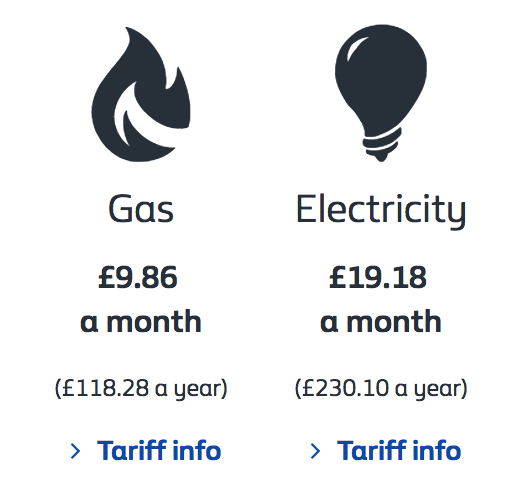 Gas
Electricity
£9.86
a month
£19.18
a month
(£118.28 a year)
(£230.10 a year)
Tariff info
Tariff info